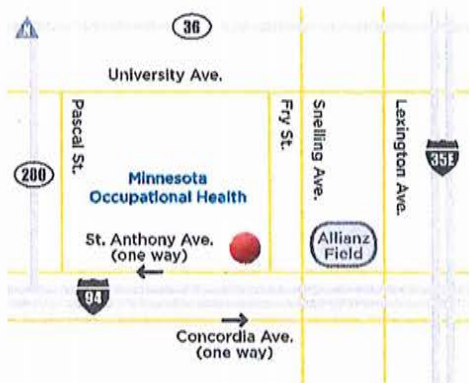 N
36
University Ave.
Pascal St.
Fry St.
Snelling Ave.
Lexington Ave.
35E
280
Minnesota
Occupational Health
St. Anthony Ave.
(one way)
Allianz
Field
94
Concordia Ave.
(one way)